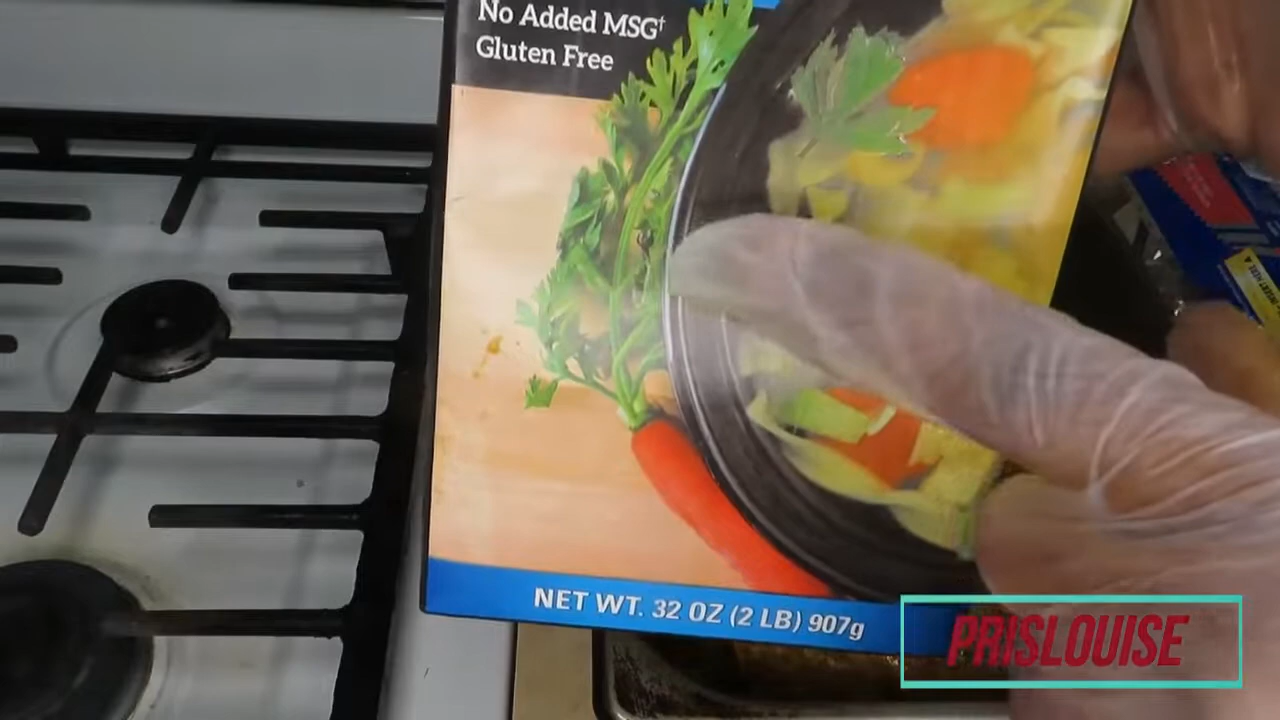 No Added MSG†
Gluten Free
NET WT. 32 OZ (2 LB) 907g
PRISLOUISE